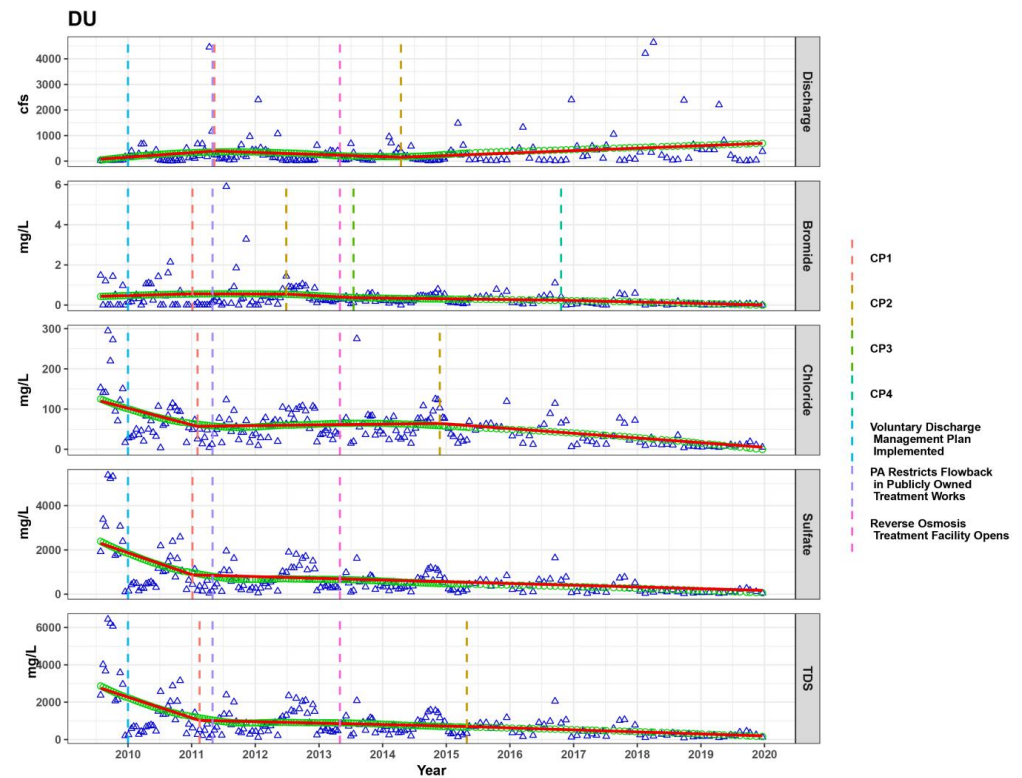 DU
4000
3000
2000
1000
0
cfs
Discharge
6
4
2
0
mg/L
Bromide
300
200
100
0
mg/L
Chloride
4000
2000
0
mg/L
Sulfate
6000
4000
2000
0
mg/L
TDS
2010 2011 2012 2013 2014 2015 2016 2017 2018 2019 2020
Year
CP1
CP2
CP3
CP4
Voluntary Discharge
Management Plan
Implemented
PA Restricts Flowback
in Publicly Owned
Treatment Works
Reverse Osmosis
Treatment Facility Opens